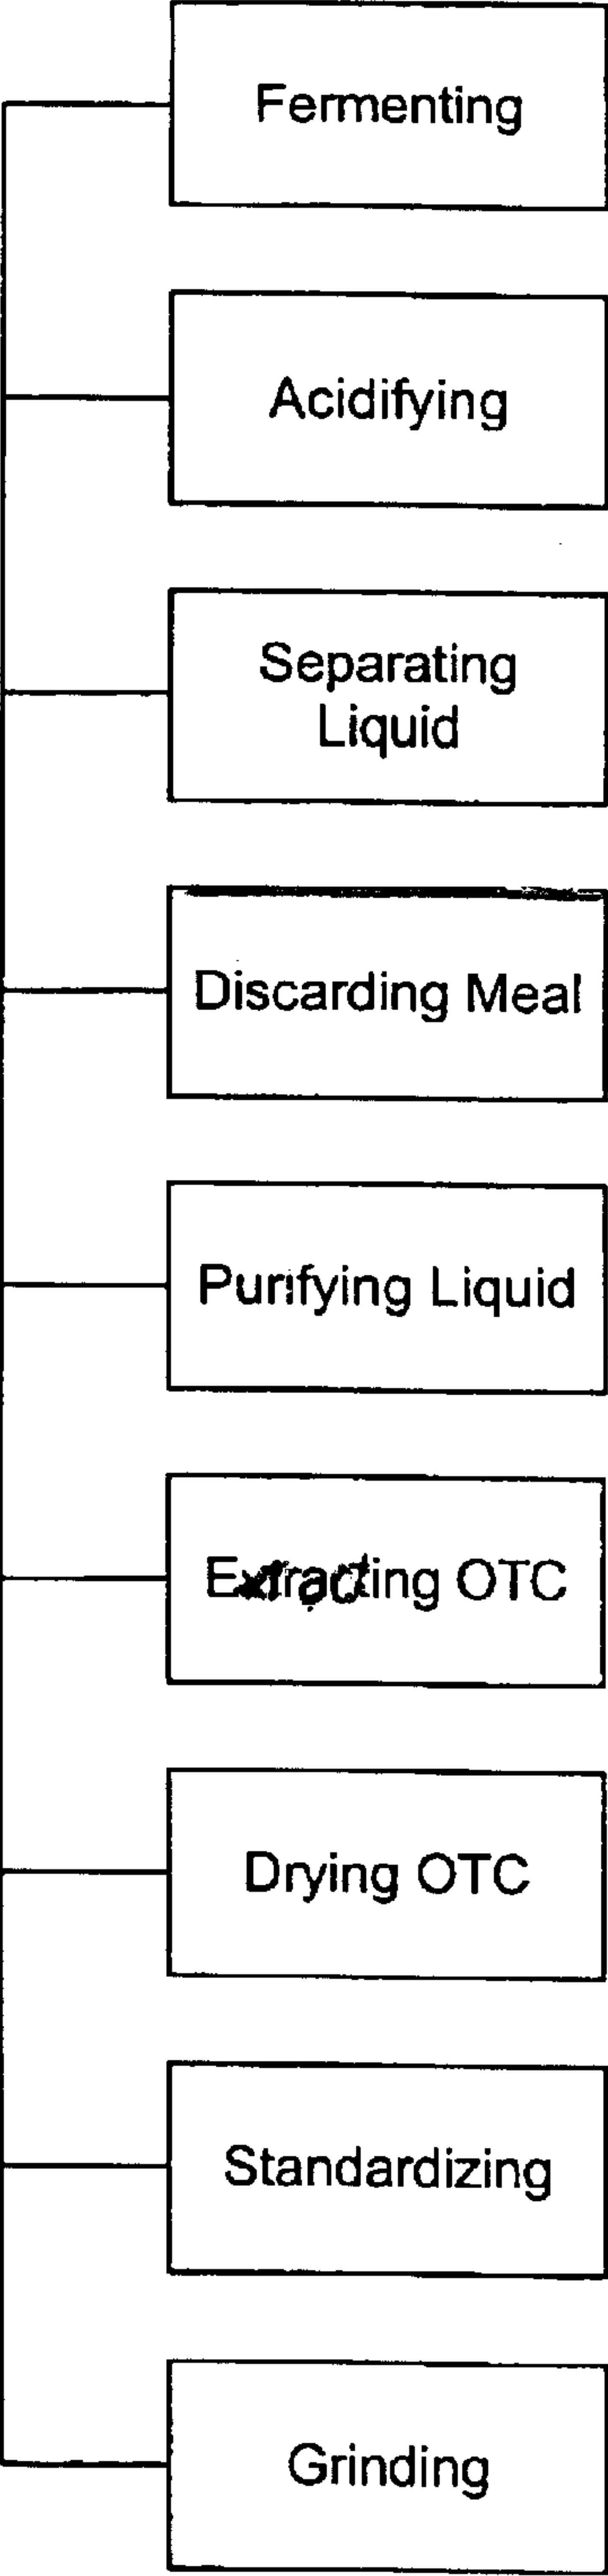 Fermenting
Acidifying
Separating
Liquid
Discarding Meal
Purifying Liquid
Extracting OTC
Drying OTC
Standardizing
Grinding